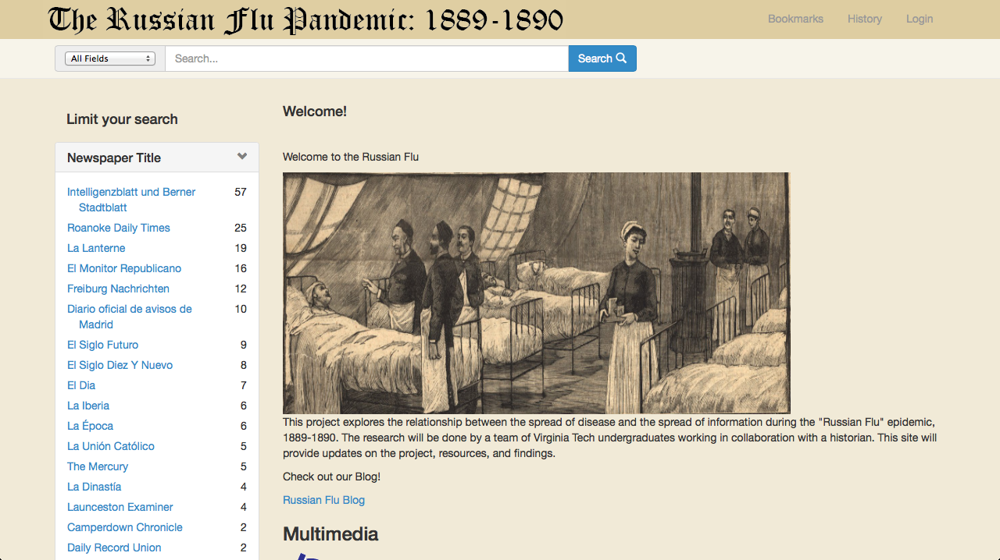 The Russian Flu Pandemic: 1889-1890
Bookmarks
History
Login
All Fields
Search...
Search
Limit your search
Newspaper Title
Intelligenzblatt und Berner
Stadtblatt
57
Roanoke Daily Times 25
La Lanterne 19
El Monitor Republicano 16
Freiburg Nachrichten 12
Diario oficial de avisos de
Madrid
10
El Siglo Futuro 9
El Siglo Diez Y Nuevo 8
El Dia 7
La Iberia 6
La Época 6
La Unión Católico 5
The Mercury 5
La Dinastía 4
Launceston Examiner 4
Camperdown Chronicle 2
Daily Record Union 2
Welcome!
Welcome to the Russian Flu
This project explores the relationship between the spread of disease and the spread of information during the "Russian Flu" epidemic,
1889-1890. The research will be done by a team of Virginia Tech undergraduates working in collaboration with a historian. This site will
provide updates on the project, resources, and findings.
Check out our Blog!
Russian Flu Blog
Multimedia